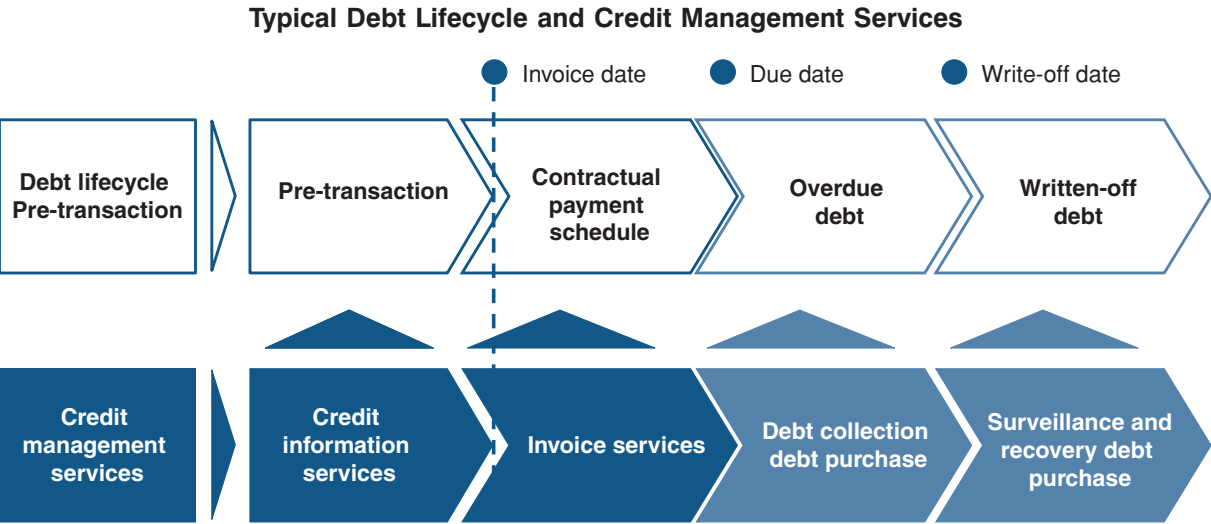 Typical Debt Lifecycle and Credit Management Services
Invoice date
Due date
Write-off date
Debt lifecycle
Pre-transaction
Pre-transaction
Contractual
payment
schedule
Overdue
debt
Written-off
debt
Credit
management
services
Credit
information
services
Invoice services
Debt collection
debt purchase
Surveillance and
recovery debt
purchase